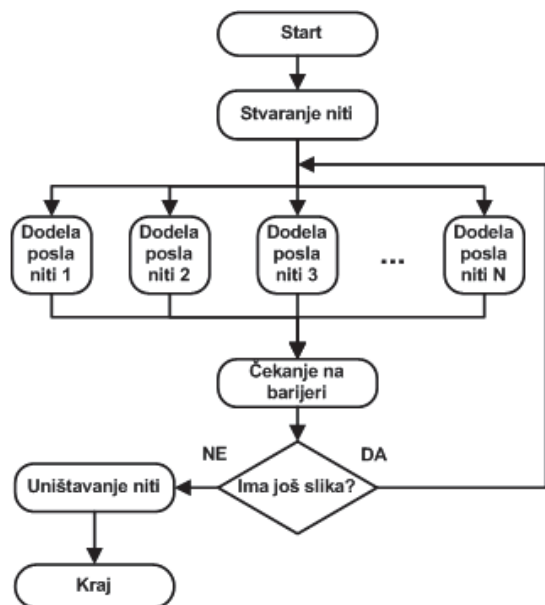 Start
Stvaranje niti
Dodela
posla
niti 1
Dodela
posla
niti 2
Dodela
posla
niti 3
...
Dodela
posla
niti N
Čekanje na
barijeri
NE
DA
Ima još slika?
Uništavanje niti
Kraj